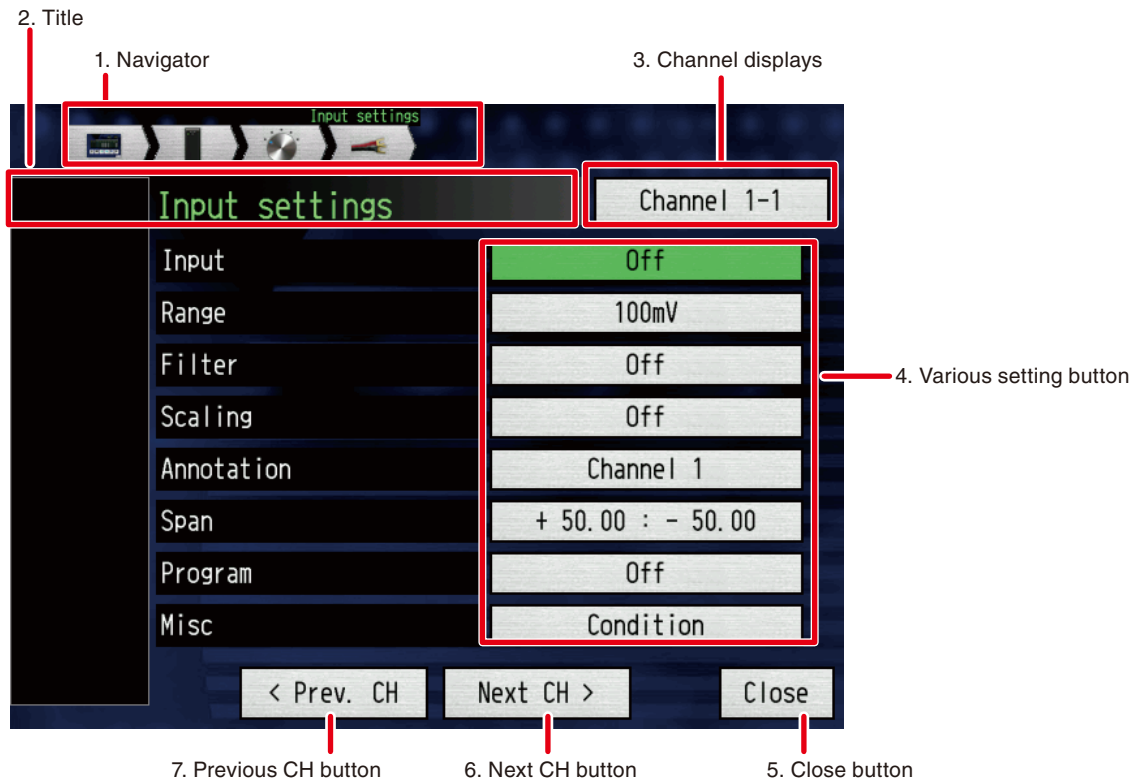 2. Title
1. Navigator
3. Channel displays
Input settings
Input settings
Channel 1-1
Input
Off
Range
100mV
Filter
Off
4. Various setting button
Scaling
Off
Annotation
Channel 1
Span
+ 50.00 : - 50.00
Program
Off
Misc
Condition
< Prev. CH
Next CH >
Close
7. Previous CH button
6. Next CH button
5. Close button